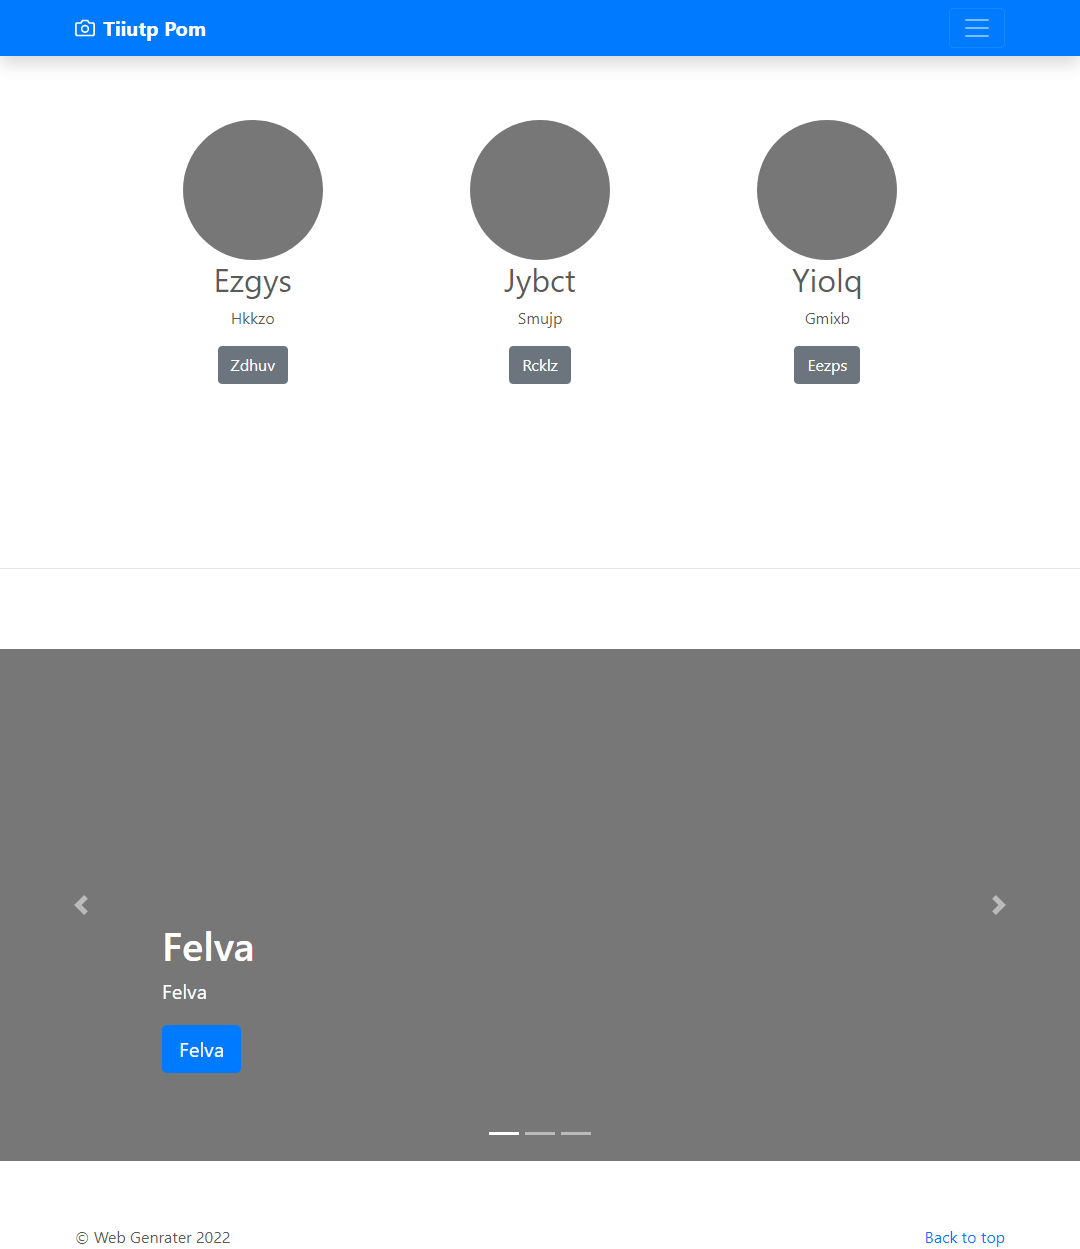 Tiiutp Pom
Ezgys
Hkkzo
Zdhuv
Jybct
Smujp
Rcklz
Yiolq
Gmixb
Eezps
Felva
Felva
Felva
© Web Genrater 2022
Back to top